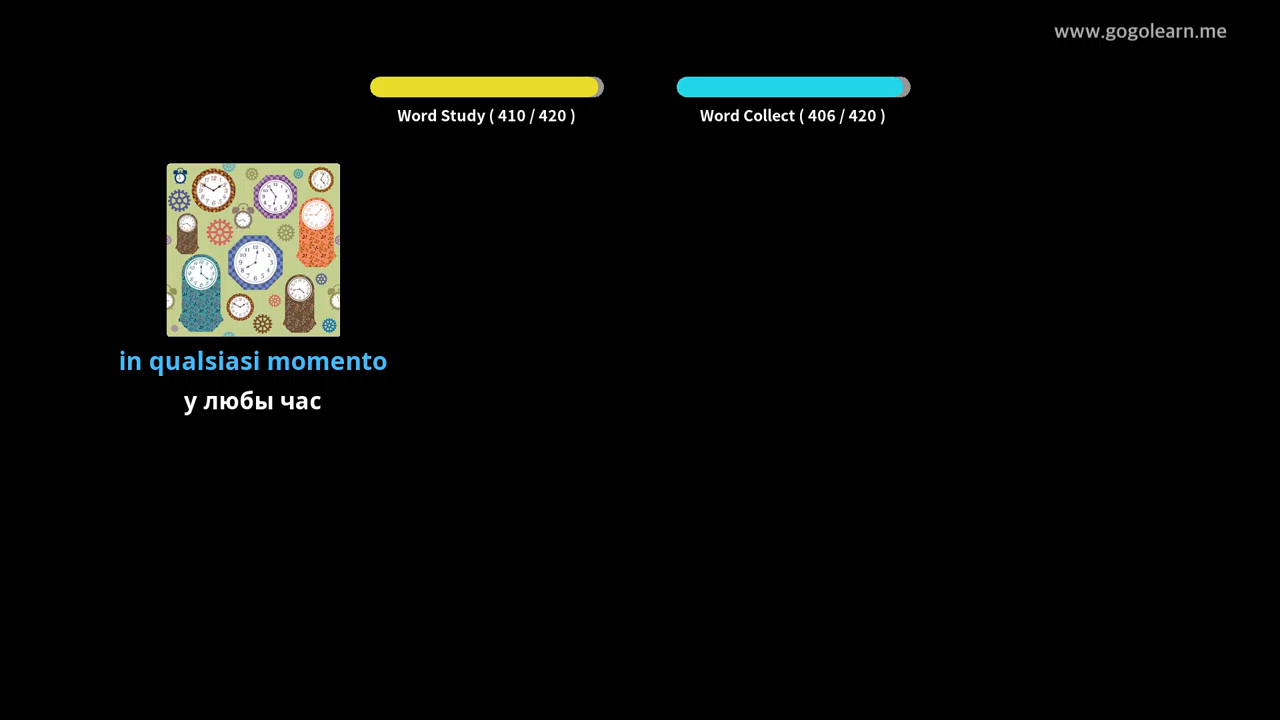 www.gogolearn.me
Word Study ( 410 / 420 )
Word Collect ( 406 / 420 )
in qualsiasi momento
у любы час